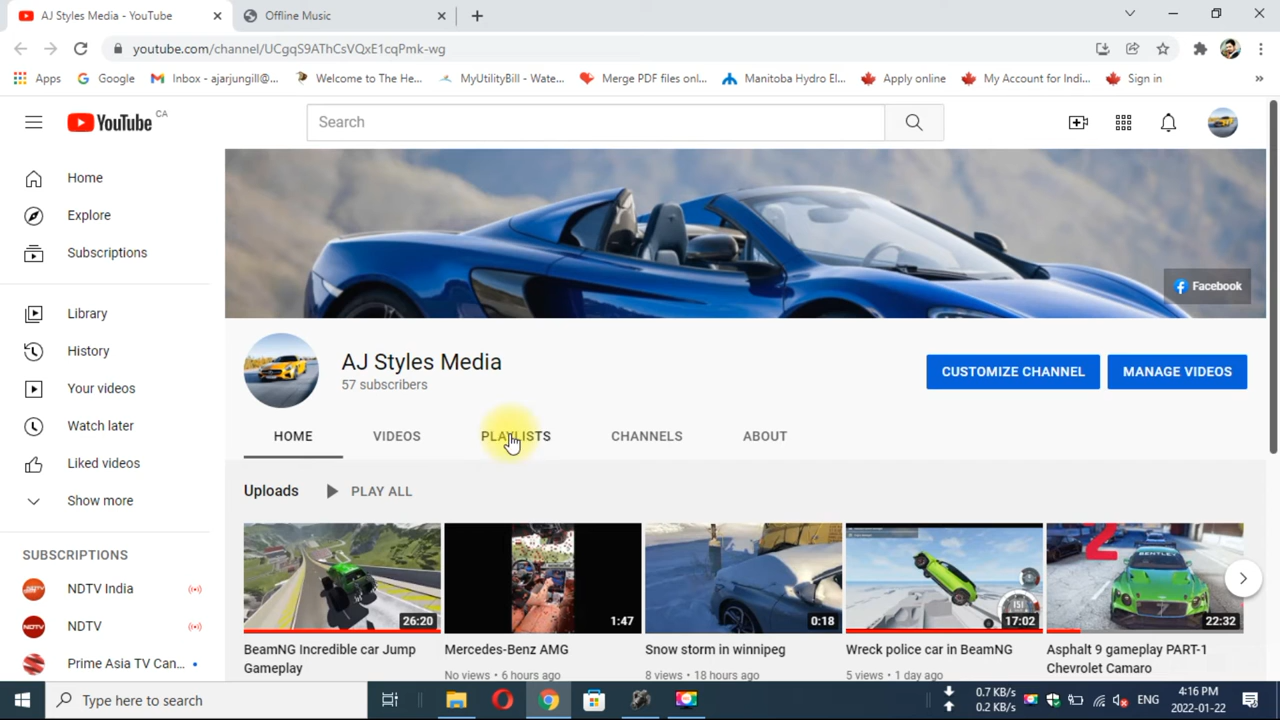 AJ Styles Media - YouTube
Offline Music
youtube.com/channel/UCgqS9AThCsVQxE1cqPmk-wg
Apps
Google
Inbox - ajarjungill@...
Welcome to The He...
MyUtilityBill - Wate...
Merge PDF files onl...
Manitoba Hydro El...
Apply online
My Account for Indi...
Sign in
»
YouTube CA
Search
Home
Explore
Subscriptions
Library
History
Your videos
Watch later
Liked videos
Show more
SUBSCRIPTIONS
NDTV India
NDTV
Prime Asia TV Can...
Facebook
AJ Styles Media
57 subscribers
CUSTOMIZE CHANNEL
MANAGE VIDEOS
HOME
VIDEOS
PLAYLISTS
CHANNELS
ABOUT
Uploads
PLAY ALL
26:20
1:47
0:18
17:02
2
BENTLEY
22:32
BeamNG Incredible car Jump
Gameplay
Mercedes-Benz AMG
No views • 6 hours ago
Snow storm in winnipeg
8 views • 18 hours ago
Wreck police car in BeamNG
5 views • 1 day ago
Asphalt 9 gameplay PART-1
Chevrolet Camaro
Type here to search
0.7 KB/s
0.2 KB/s
ENG
4:16 PM
2022-01-22